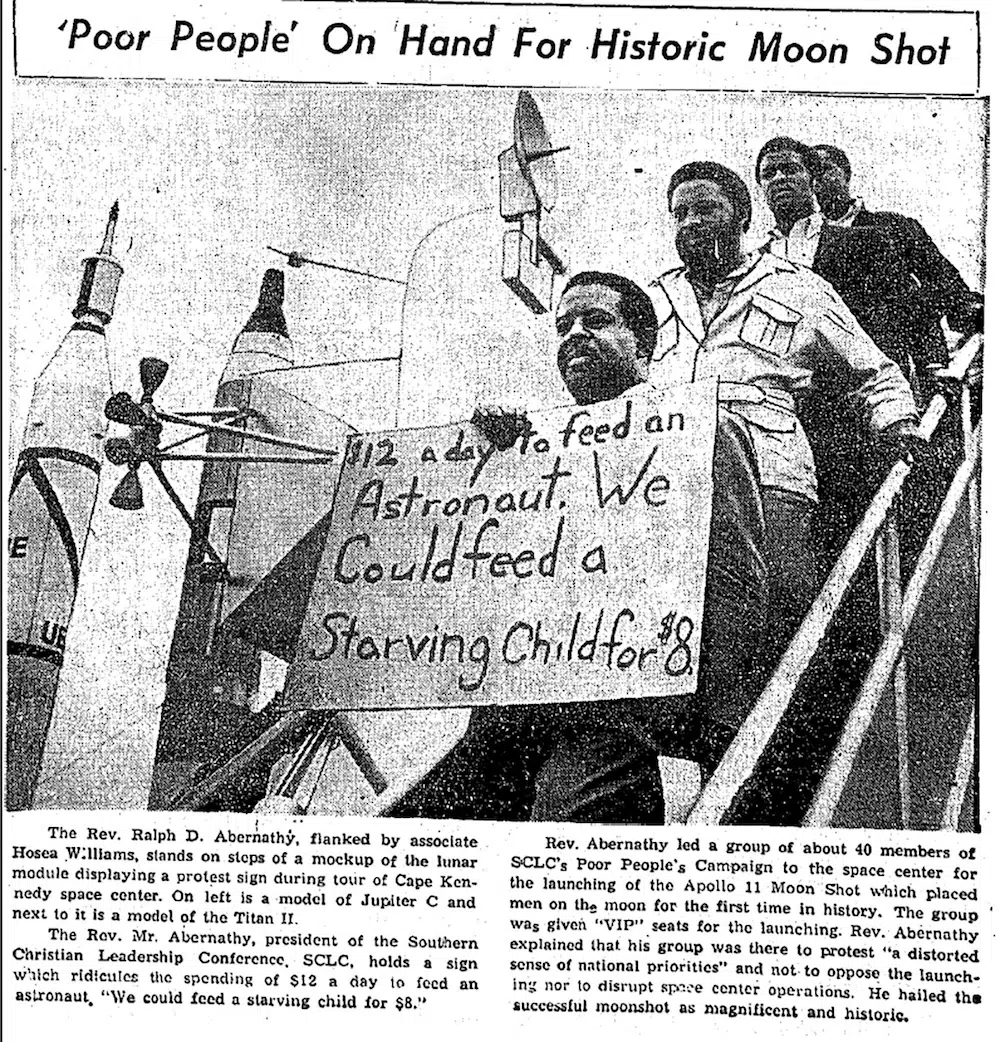 'Poor People' On Hand For Historic Moon Shot
$12 a day to feed an
Astronaut. We
Could feed a
Starving Child for $8
E
UE
The Rev. Ralph D. Abernathy, flanked by associate
Hosea Williams, stands on steps of a mockup of the lunar
module displaying a protest sign during tour of Cape Ken-
nedy space center. On left is a model of Jupiter C and
next to it is a model of the Titan II.
The Rev. Mr. Abernathy, president of the Southern
Christian Leadership Conference, SCLC, holds a sign
which ridicules the spending of $12 a day to feed an
astronaut, "We could feed a starving child for $8."
Rev. Abernathy led a group of about 40 members of
SCLC's Poor People's Campaign to the space center for
the launching of the Apollo 11 Moon Shot which placed
men on the moon for the first time in history. The group
was given "VIP" seats for the launching. Rev. Abernathy
explained that his group was there to protest "a distorted
sense of national priorities" and not to oppose the launch-
ing nor to disrupt space center operations. He hailed the
successful moonshot as magnificent and historic.